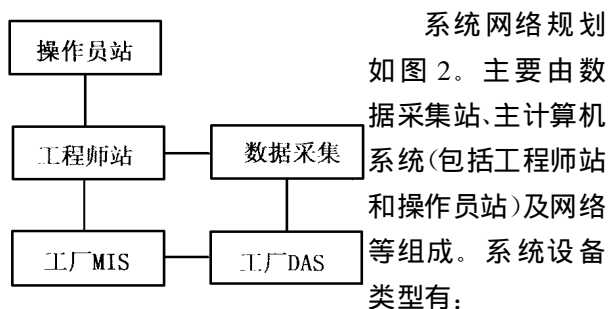 操作员站
工程师站
数据采集
工厂MIS
工厂DAS
系统网络规划
如图 2。主要由数
据采集站、主计算机
系统(包括工程师站
和操作员站)及网络
等组成。系统设备
类型有: